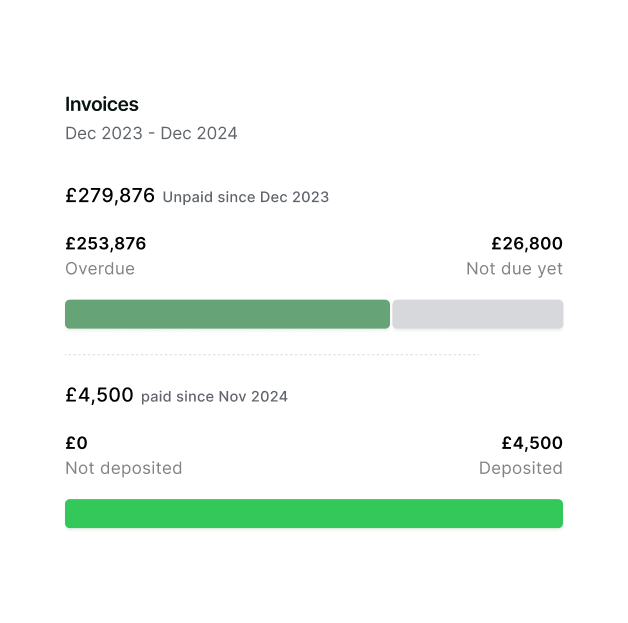 Invoices
Dec 2023 - Dec 2024
£279,876 Unpaid since Dec 2023
£253,876 £26,800
Overdue Not due yet
£4,500 paid since Nov 2024
£0 £4,500
Not deposited Deposited